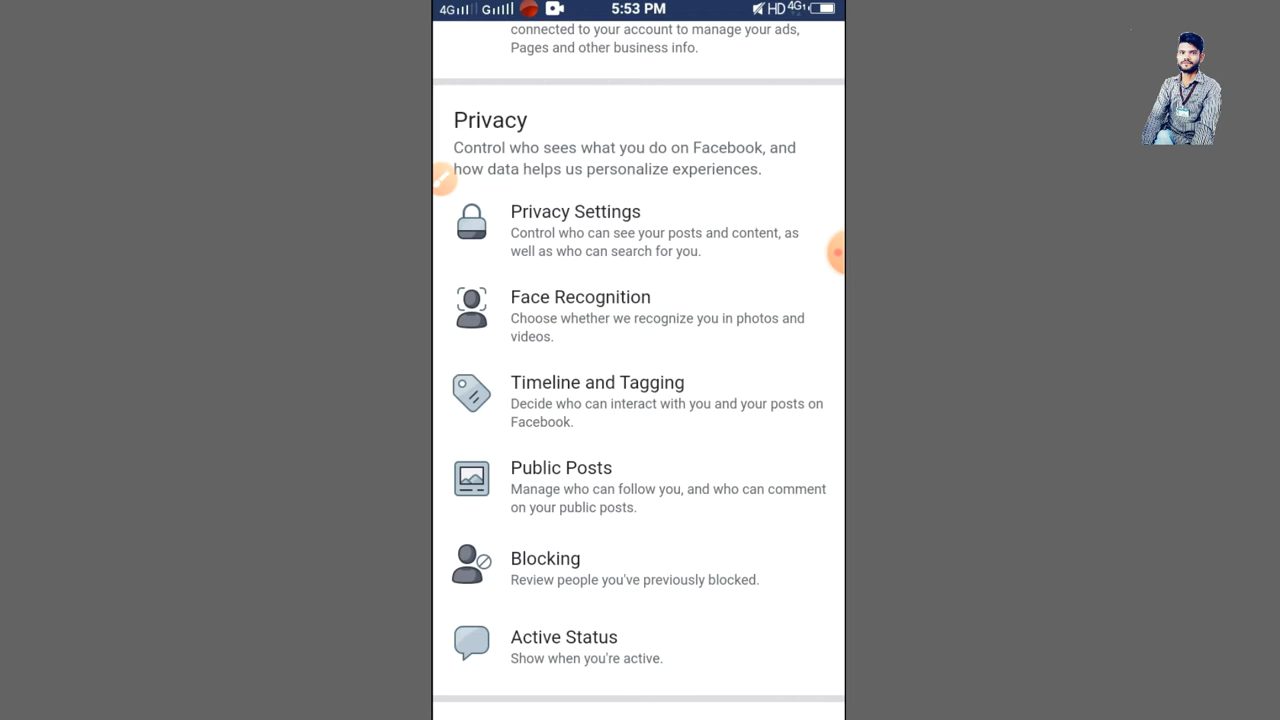 4G G 5:53 PM HD 4G
connected to your account to manage your ads,
Pages and other business info.
Privacy
Control who sees what you do on Facebook, and
how data helps us personalize experiences.
Privacy Settings
Control who can see your posts and content, as
well as who can search for you.
Face Recognition
Choose whether we recognize you in photos and
videos.
Timeline and Tagging
Decide who can interact with you and your posts on
Facebook.
Public Posts
Manage who can follow you, and who can comment
on your public posts.
Blocking
Review people you've previously blocked.
Active Status
Show when you're active.